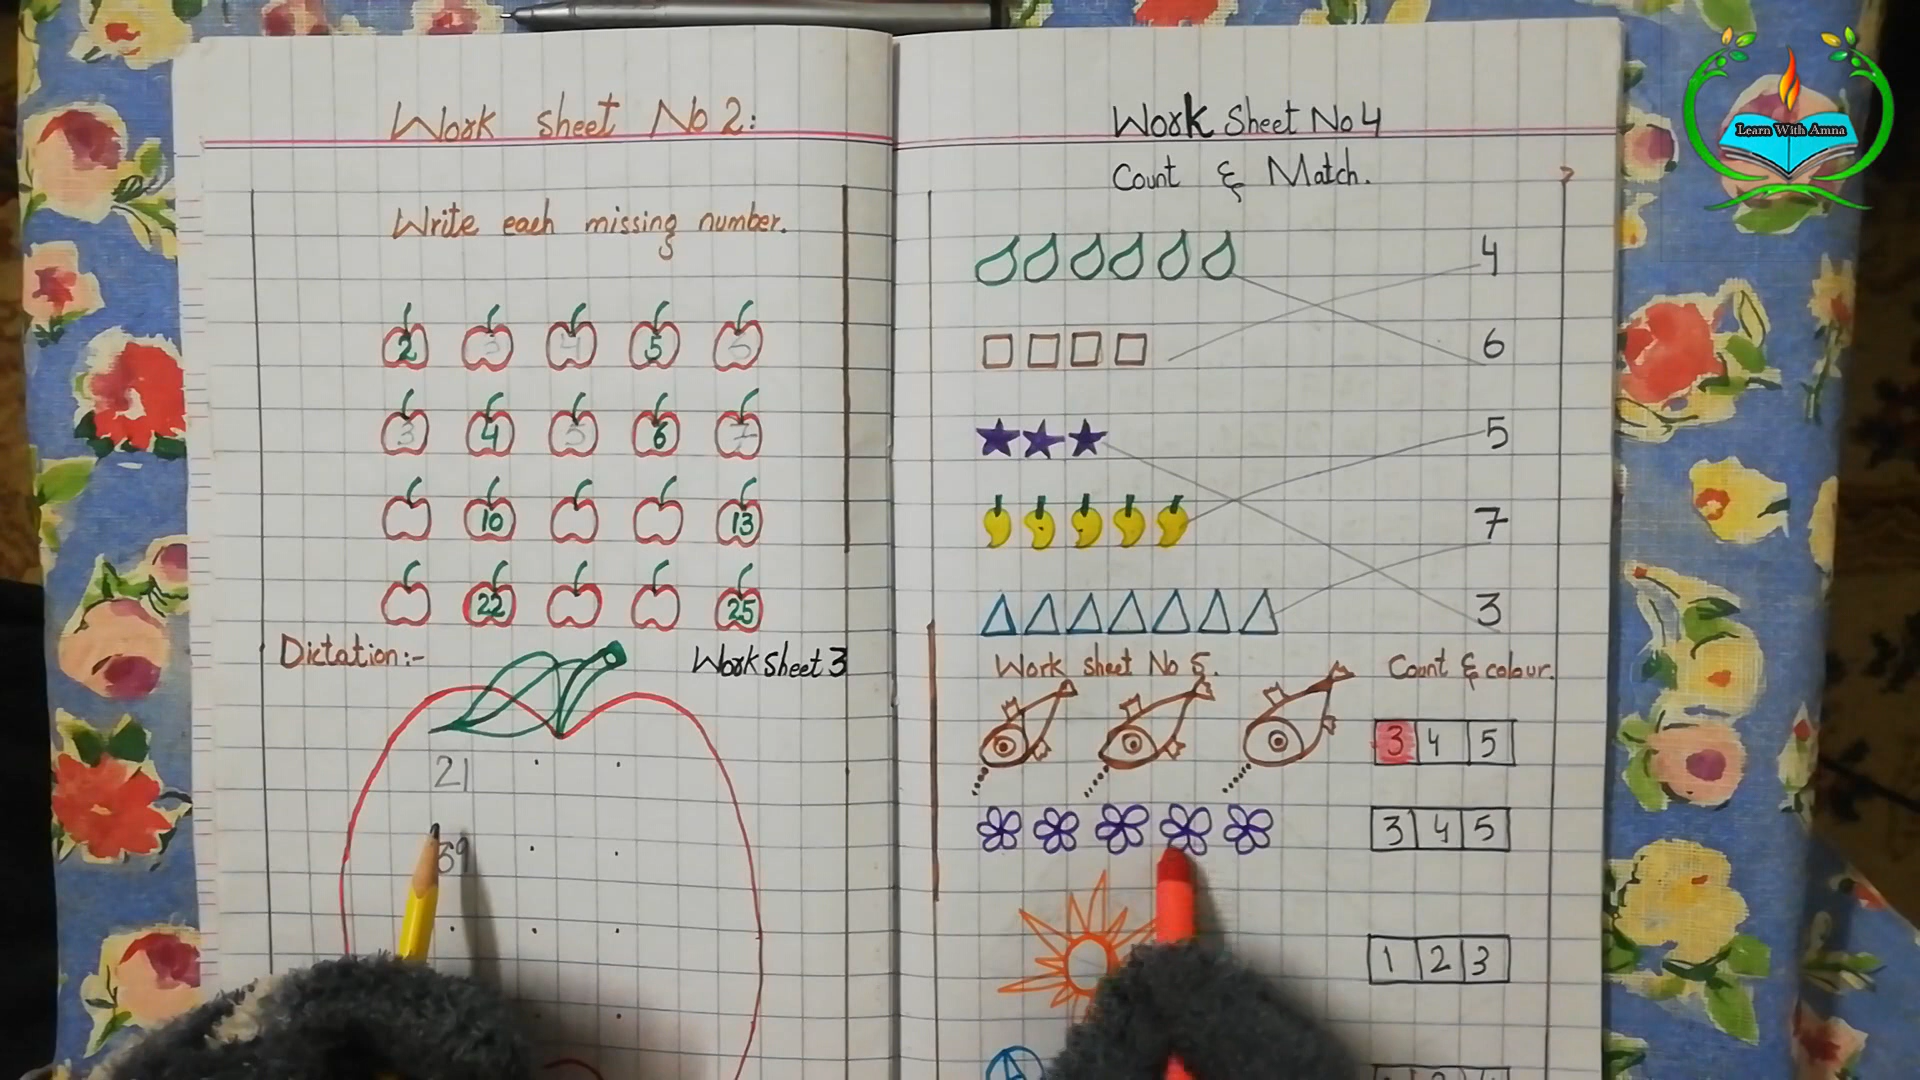 Work sheet No 2:
Write each missing number.
2 3 4 5 6
3 4 5 6 7
10 13
22 25
Dictation:-
Work sheet 3
21
39
Work Sheet No 4
Count & Match.
4
6
5
7
3
Work sheet No 5.
Count & colour.
3 4 5
3 4 5
1 2 3
Learn With Amna